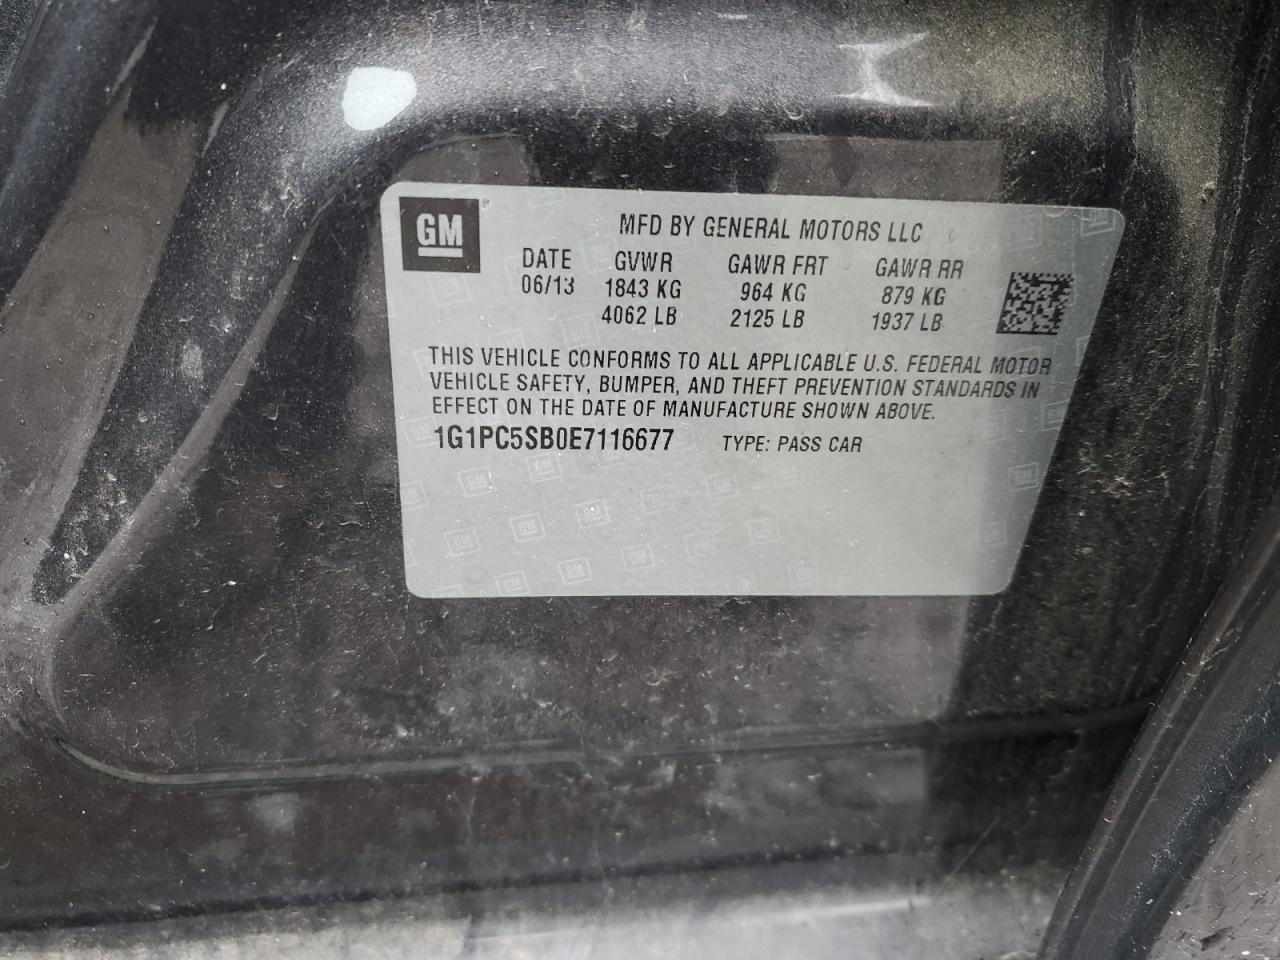 GM
MFD BY GENERAL MOTORS LLC
DATE GVWR GAWR FRT GAWR RR
06/13 1843 KG 964 KG 879 KG
4062 LB 2125 LB 1937 LB
THIS VEHICLE CONFORMS TO ALL APPLICABLE U.S. FEDERAL MOTOR
VEHICLE SAFETY, BUMPER, AND THEFT PREVENTION STANDARDS IN
EFFECT ON THE DATE OF MANUFACTURE SHOWN ABOVE.
1G1PC5SB0E7116677 TYPE: PASS CAR